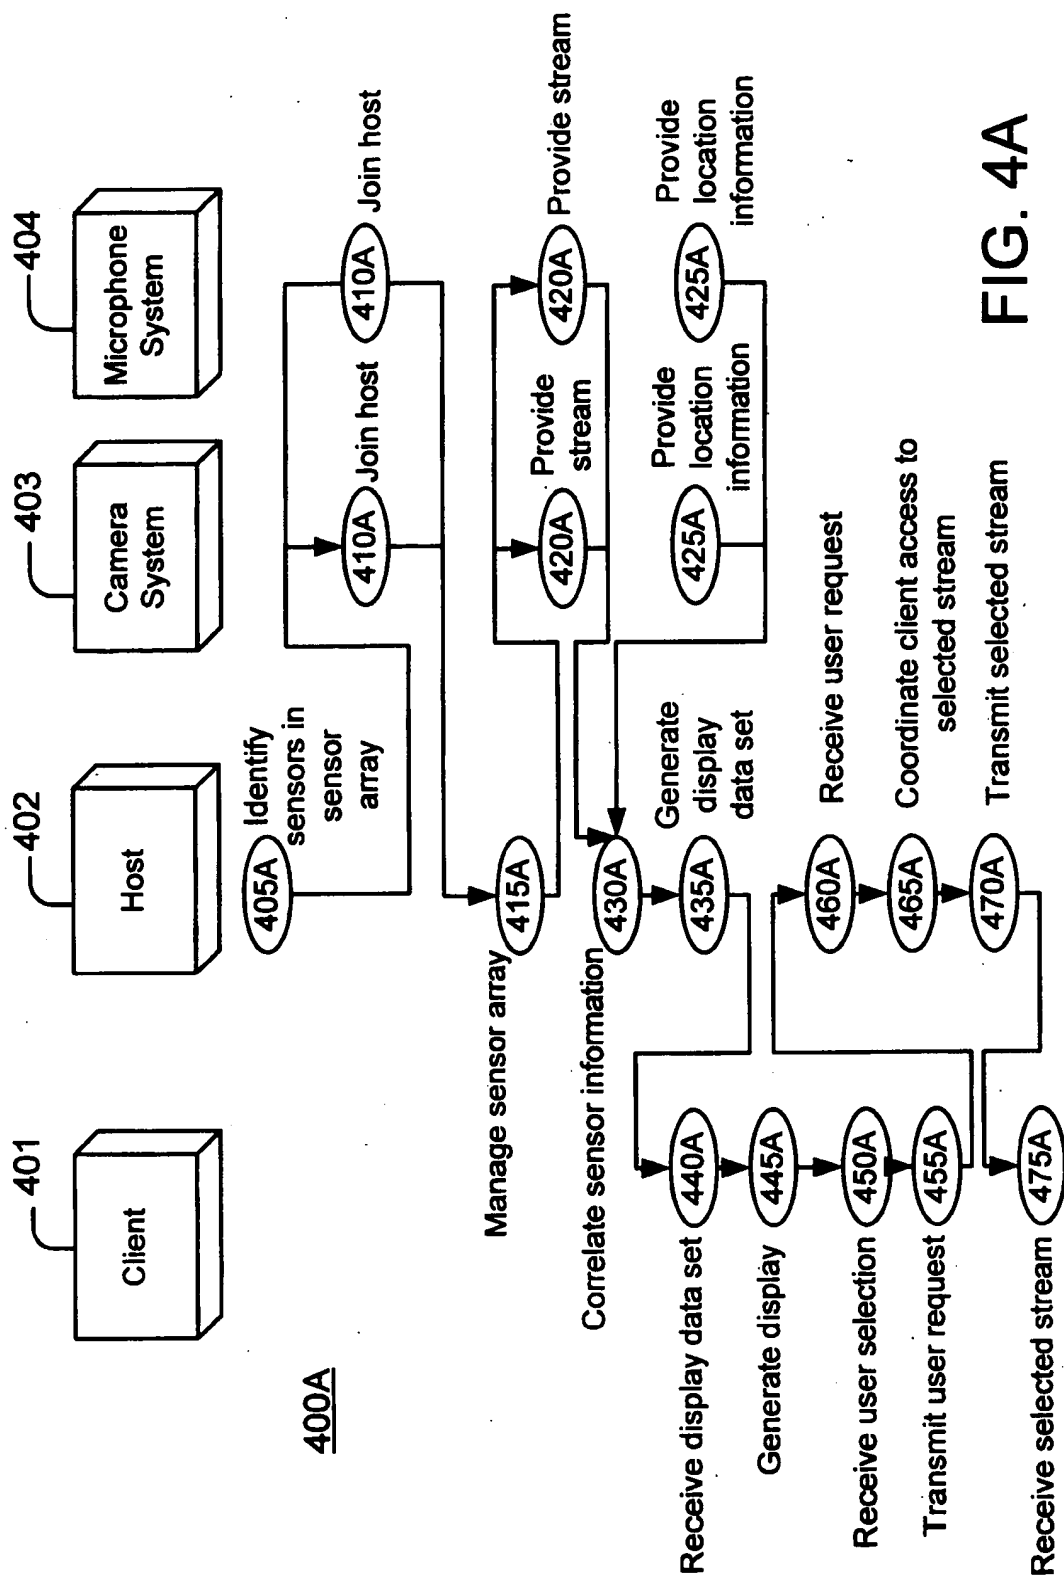 401
402
403
404
Client
Host
Camera
System
Microphone
System
400A
405A
Identify
sensors in
sensor
array
410A
Join host
410A
Join host
Manage sensor array
415A
420A
Provide
stream
420A
Provide stream
425A
Provide
location
information
425A
Provide
location
information
Correlate sensor information
430A
435A
Generate
display
data set
Receive display data set
440A
Generate display
445A
Receive user selection
450A
Transmit user request
455A
460A
Receive user request
465A
Coordinate client access to
selected stream
470A
Transmit selected stream
Receive selected stream
475A
FIG. 4A